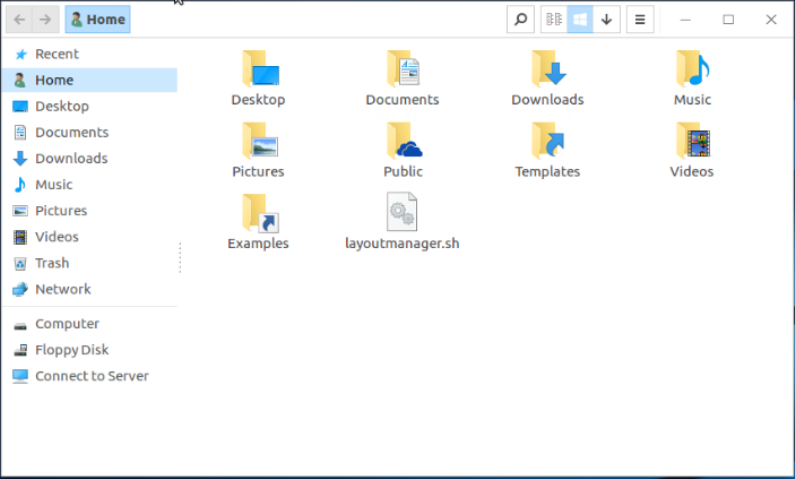 Home
Recent
Home
Desktop
Documents
Downloads
Music
Pictures
Videos
Trash
Network
Computer
Floppy Disk
Connect to Server
Desktop Documents Downloads Music
Pictures Public Templates Videos
Examples layoutmanager.sh